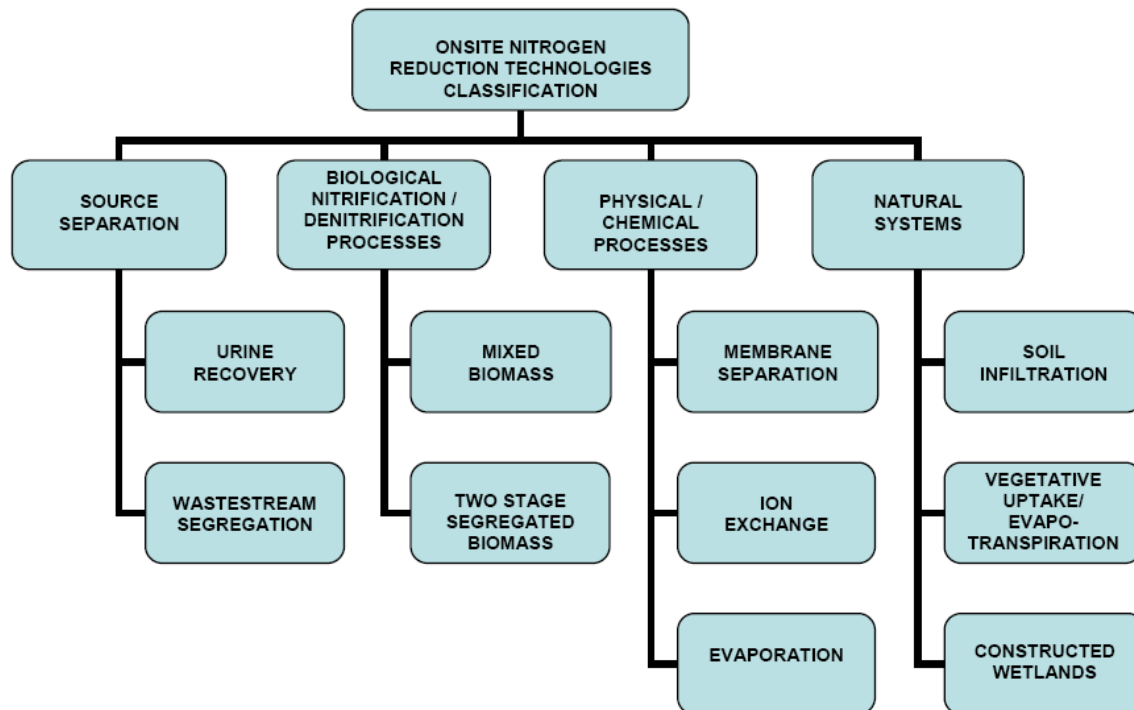 ONSITE NITROGEN
REDUCTION TECHNOLOGIES
CLASSIFICATION
SOURCE
SEPARATION
BIOLOGICAL
NITRIFICATION /
DENITRIFICATION
PROCESSES
PHYSICAL /
CHEMICAL
PROCESSES
NATURAL
SYSTEMS
URINE
RECOVERY
MIXED
BIOMASS
MEMBRANE
SEPARATION
SOIL
INFILTRATION
WASTESTREAM
SEGREGATION
TWO STAGE
SEGREGATED
BIOMASS
ION
EXCHANGE
VEGETATIVE
UPTAKE/
EVAPO-
TRANSPIRATION
EVAPORATION
CONSTRUCTED
WETLANDS